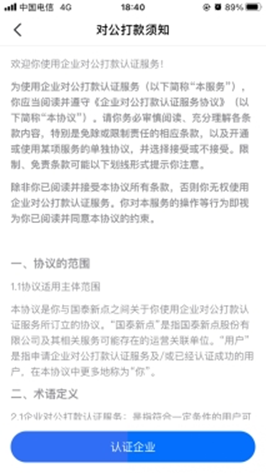 中国电信 4G 18:40 89%
对公打款须知
欢迎你使用企业对公打款认证服务！
为使用企业对公打款认证服务（以下简称“本服务”），
你应当阅读并遵守《企业对公打款认证服务协议》（以
下简称“本协议”）。请你务必审慎阅读、充分理解各条
款内容，特别是免除或限制责任的相应条款，以及开通
或使用某项服务的单独协议，并选择接受或不接受。限
制、免责条款可能以下划线形式提示你注意。
除非你已阅读并接受本协议所有条款，否则你无权使用
企业对公打款认证服务。你对本服务的操作等行为即视
为你已阅读并同意本协议的约束。
一、协议的范围
1.1协议适用主体范围
本协议是你与国泰新点之间关于你使用企业对公打款认
证服务所订立的协议。“国泰新点”是指国泰新点股份有
限公司及其相关服务可能存在的运营关联单位。“用户”
是指申请企业对公打款认证服务及/或已经认证成功的用
户，在本协议中更多地称为“你”。
二、术语定义
2.1企业对公打款认证服务：是指符合一定条件的用户可
认证企业